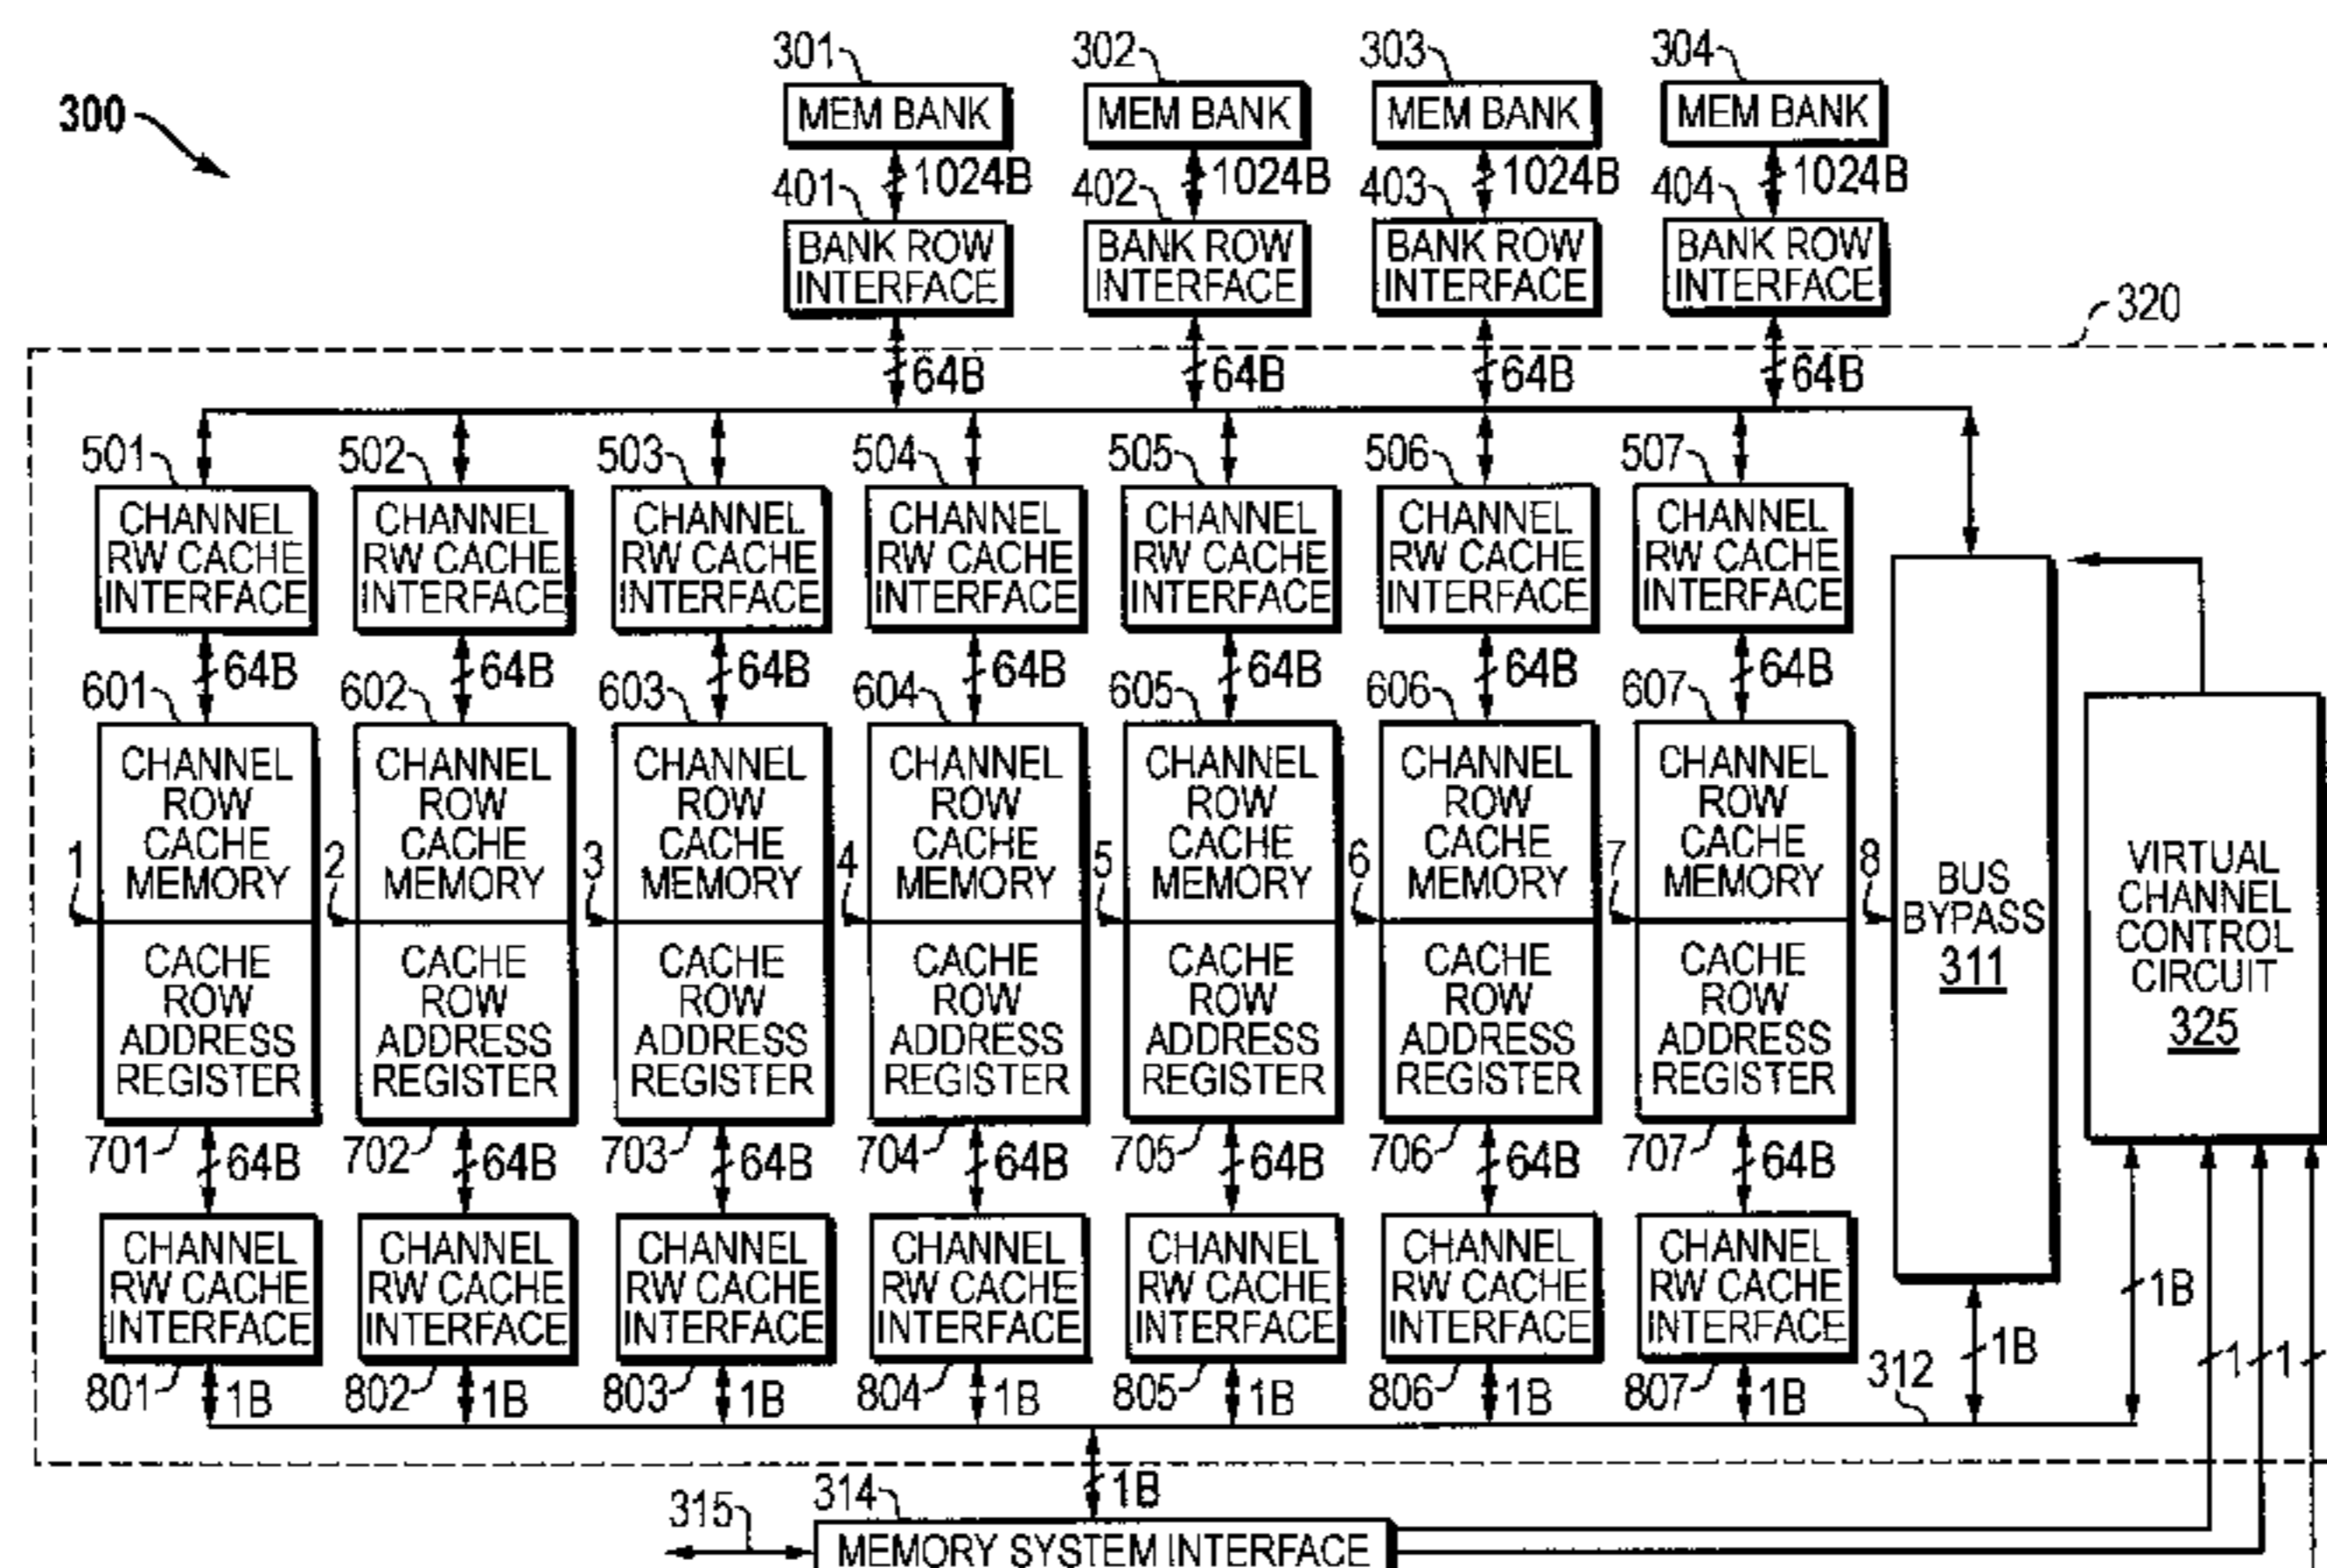 301 302 303 304
300
MEM BANK MEM BANK MEM BANK MEM BANK
1024B 1024B 1024B 1024B
401 402 403 404
BANK ROW BANK ROW BANK ROW BANK ROW
INTERFACE INTERFACE INTERFACE INTERFACE
320
64B 64B 64B 64B
501 502 503 504 505 506 507
CHANNEL CHANNEL CHANNEL CHANNEL CHANNEL CHANNEL CHANNEL
RW CACHE RW CACHE RW CACHE RW CACHE RW CACHE RW CACHE RW CACHE
INTERFACE INTERFACE INTERFACE INTERFACE INTERFACE INTERFACE INTERFACE
64B 64B 64B 64B 64B 64B 64B
601 602 603 604 605 606 607
CHANNEL CHANNEL CHANNEL CHANNEL CHANNEL CHANNEL CHANNEL
ROW ROW ROW ROW ROW ROW ROW
CACHE CACHE CACHE CACHE CACHE CACHE CACHE
MEMORY MEMORY MEMORY MEMORY MEMORY MEMORY MEMORY
1 2 3 4 5 6 7 8
BUS
BYPASS
311
VIRTUAL
CHANNEL
CONTROL
CIRCUIT
325
CACHE CACHE CACHE CACHE CACHE CACHE CACHE
ROW ROW ROW ROW ROW ROW ROW
ADDRESS ADDRESS ADDRESS ADDRESS ADDRESS ADDRESS ADDRESS
REGISTER REGISTER REGISTER REGISTER REGISTER REGISTER REGISTER
701 64B 702 64B 703 64B 704 64B 705 64B 706 64B 707 64B
CHANNEL CHANNEL CHANNEL CHANNEL CHANNEL CHANNEL CHANNEL
RW CACHE RW CACHE RW CACHE RW CACHE RW CACHE RW CACHE RW CACHE
INTERFACE INTERFACE INTERFACE INTERFACE INTERFACE INTERFACE INTERFACE
1B
1B 1 1
801 1B 802 1B 803 1B 804 1B 805 1B 806 1B 807 1B 312
1B
315 314
MEMORY SYSTEM INTERFACE